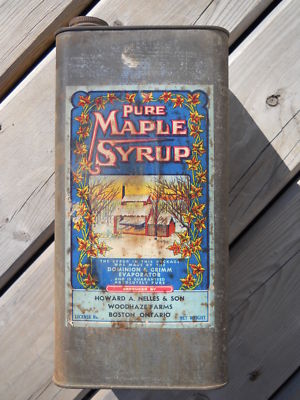 PURE
MAPLE
SYRUP
THE SYRUP IN THIS PACKAGE
WAS MADE BY THE
DOMINION & GRIMM
EVAPORATOR
AND IS GUARANTEED
ABSOLUTELY PURE
HOWARD A. NELLES & SON
WOODHAZE FARMS
BOSTON ONTARIO
LICENSE No.
NET WEIGHT